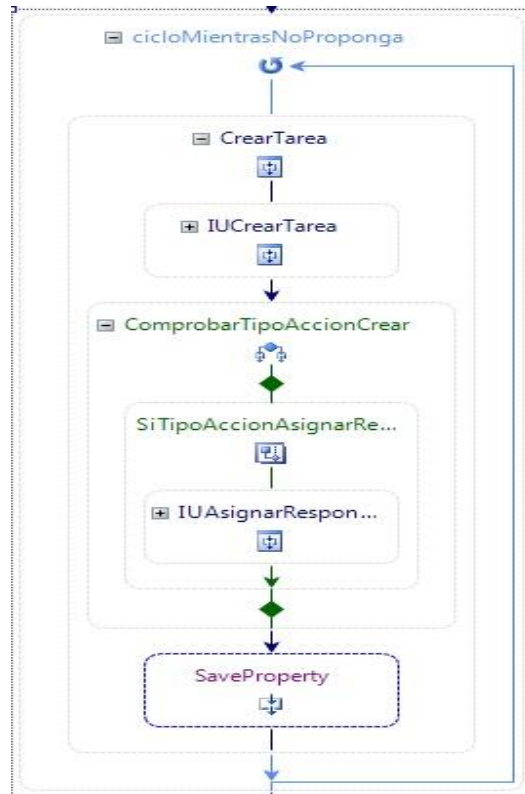 cicloMientrasNoProponga
CrearTarea
IUCrearTarea
ComprobarTipoAccionCrear
SiTipoAccionAsignarRe...
IUAsignarRespon...
SaveProperty